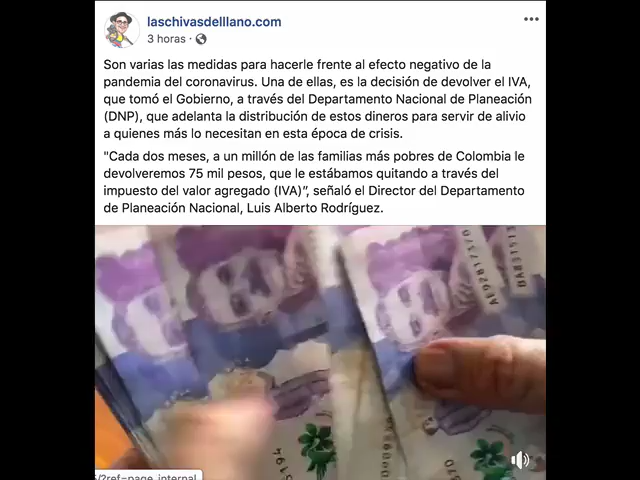 laschivasdelllano.com
3 horas ·
Son varias las medidas para hacerle frente al efecto negativo de la
pandemia del coronavirus. Una de ellas, es la decisión de devolver el IVA,
que tomó el Gobierno, a través del Departamento Nacional de Planeación
(DNP), que adelanta la distribución de estos dineros para servir de alivio
a quienes más lo necesitan en esta época de crisis.
"Cada dos meses, a un millón de las familias más pobres de Colombia le
devolveremos 75 mil pesos, que le estábamos quitando a través del
impuesto del valor agregado (IVA)”, señaló el Director del Departamento
de Planeación Nacional, Luis Alberto Rodríguez.
/?ref=page_internal